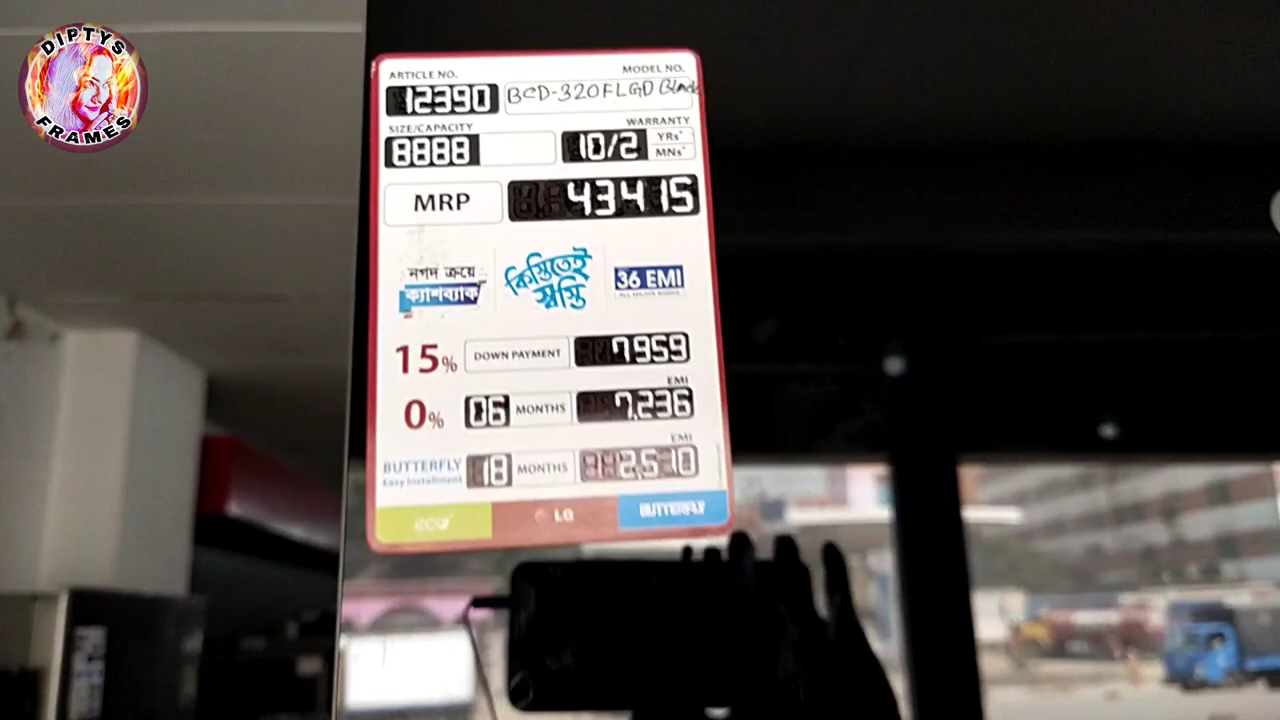 DIPTYS
FRAMES
ARTICLE NO.
MODEL NO.
12390
BCD-320FLGD Black
SIZE/CAPACITY
WARRANTY
8888
10/2
YRs*
MNs*
MRP
43415
নগদ ক্রয়ে
ক্যাশব্যাক
কিস্তিতেই
স্বস্তি
36 EMI
15%
DOWN PAYMENT
7959
EMI
0%
06
MONTHS
7,236
EMI
BUTTERFLY
Easy Installment
18
MONTHS
2,510
eco+
LG
BUTTERFLY